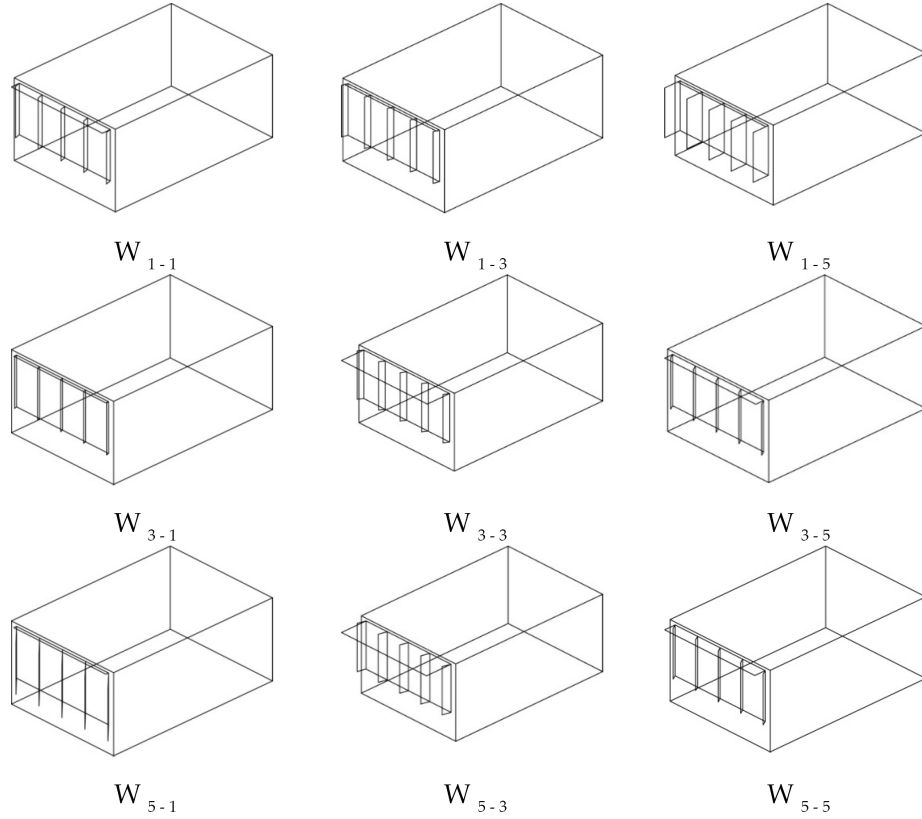 W 1 - 1
W 1 - 3
W 1 - 5
W 3 - 1
W 3 - 3
W 3 - 5
W 5 - 1
W 5 - 3
W 5 - 5